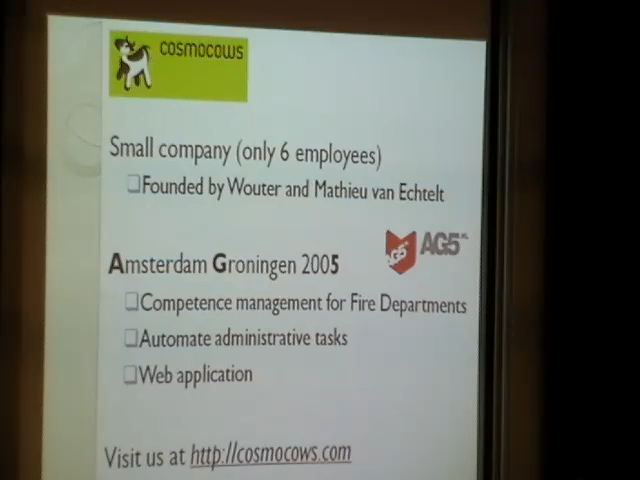 cosmocows
Small company (only 6 employees)
Founded by Wouter and Mathieu van Echtelt
AG5 AG5
Amsterdam Groningen 2005
Competence management for Fire Departments
Automate administrative tasks
Web application
Visit us at http://cosmocows.com